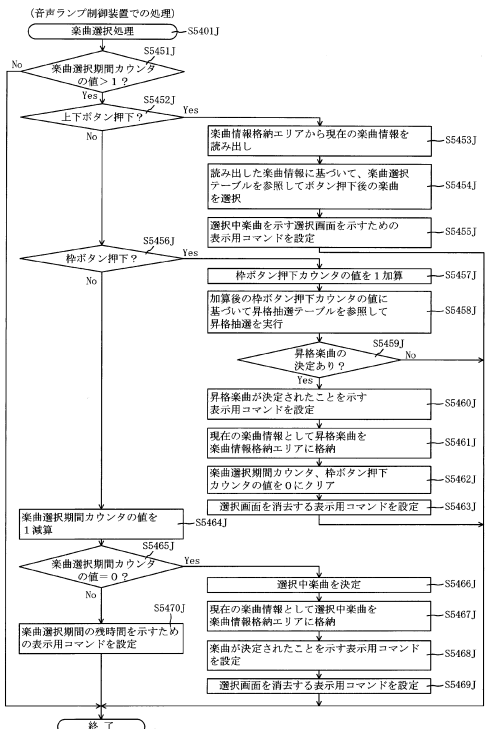 (音声ランプ制御装置での処理)
楽曲選択処理
S5401J
S5451J
楽曲選択期間カウンタ
の値>1?
No
Yes
S5452J
上下ボタン押下?
Yes
No
楽曲情報格納エリアから現在の楽曲情報を
読み出し
S5453J
読み出した楽曲情報に基づいて、楽曲選択
テーブルを参照してボタン押下後の楽曲
を選択
S5454J
選択中楽曲を示す選択画面を示すための
表示用コマンドを設定
S5455J
S5456J
枠ボタン押下?
Yes
No
枠ボタン押下カウンタの値を1加算
S5457J
加算後の枠ボタン押下カウンタの値に
基づいて昇格抽選テーブルを参照して
昇格抽選を実行
S5458J
S5459J
昇格楽曲の
決定あり?
No
Yes
昇格楽曲が決定されたことを示す
表示用コマンドを設定
S5460J
現在の楽曲情報として昇格楽曲を
楽曲情報格納エリアに格納
S5461J
楽曲選択期間カウンタ、枠ボタン押下
カウンタの値を0にクリア
S5462J
選択画面を消去する表示用コマンドを設定
S5463J
楽曲選択期間カウンタの値を
1減算
S5464J
S5465J
楽曲選択期間カウンタ
の値=0?
Yes
No
選択中楽曲を決定
S5466J
現在の楽曲情報として選択中楽曲を
楽曲情報格納エリアに格納
S5467J
楽曲が決定されたことを示す表示用コマンド
を設定
S5468J
選択画面を消去する表示用コマンドを設定
S5469J
S5470J
楽曲選択期間の残時間を示すため
の表示用コマンドを設定
終了